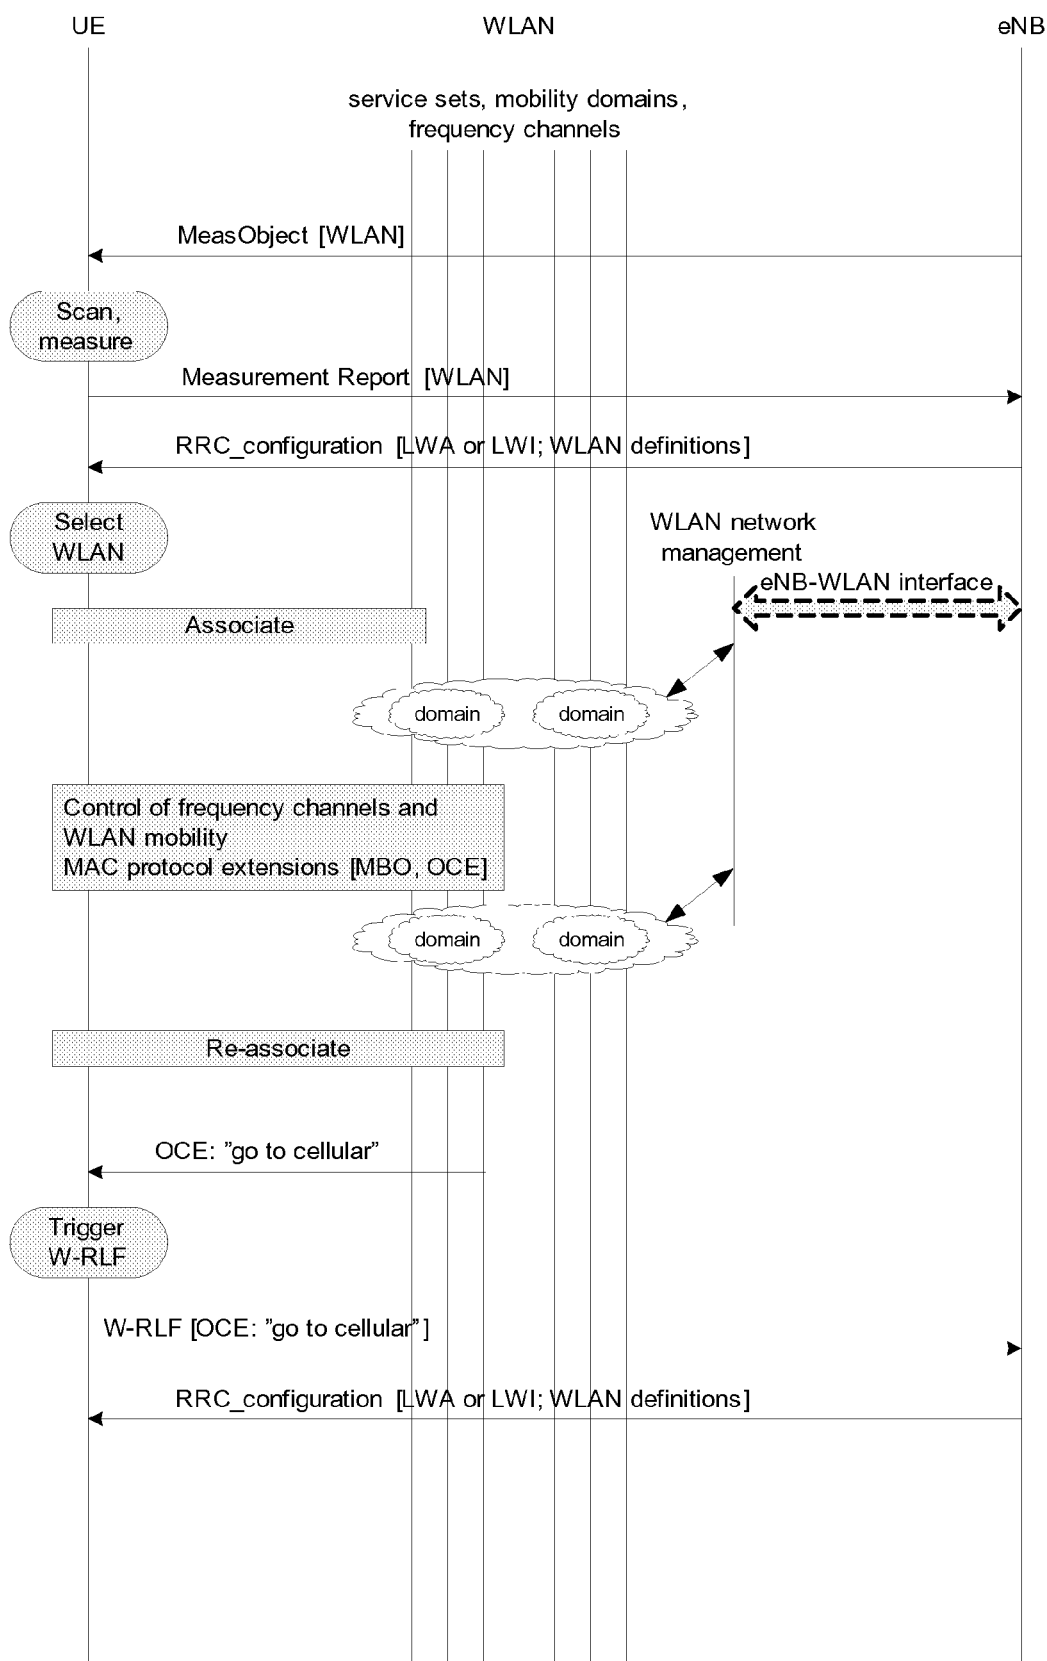 UE
WLAN
eNB
service sets, mobility domains,
frequency channels
MeasObject [WLAN]
Scan,
measure
Measurement Report [WLAN]
RRC_configuration [LWA or LWI; WLAN definitions]
Select
WLAN
WLAN network
management
eNB-WLAN interface
Associate
domain
domain
Control of frequency channels and
WLAN mobility
MAC protocol extensions [MBO, OCE]
domain
domain
Re-associate
OCE: ”go to cellular”
Trigger
W-RLF
W-RLF [OCE: ”go to cellular”]
RRC_configuration [LWA or LWI; WLAN definitions]